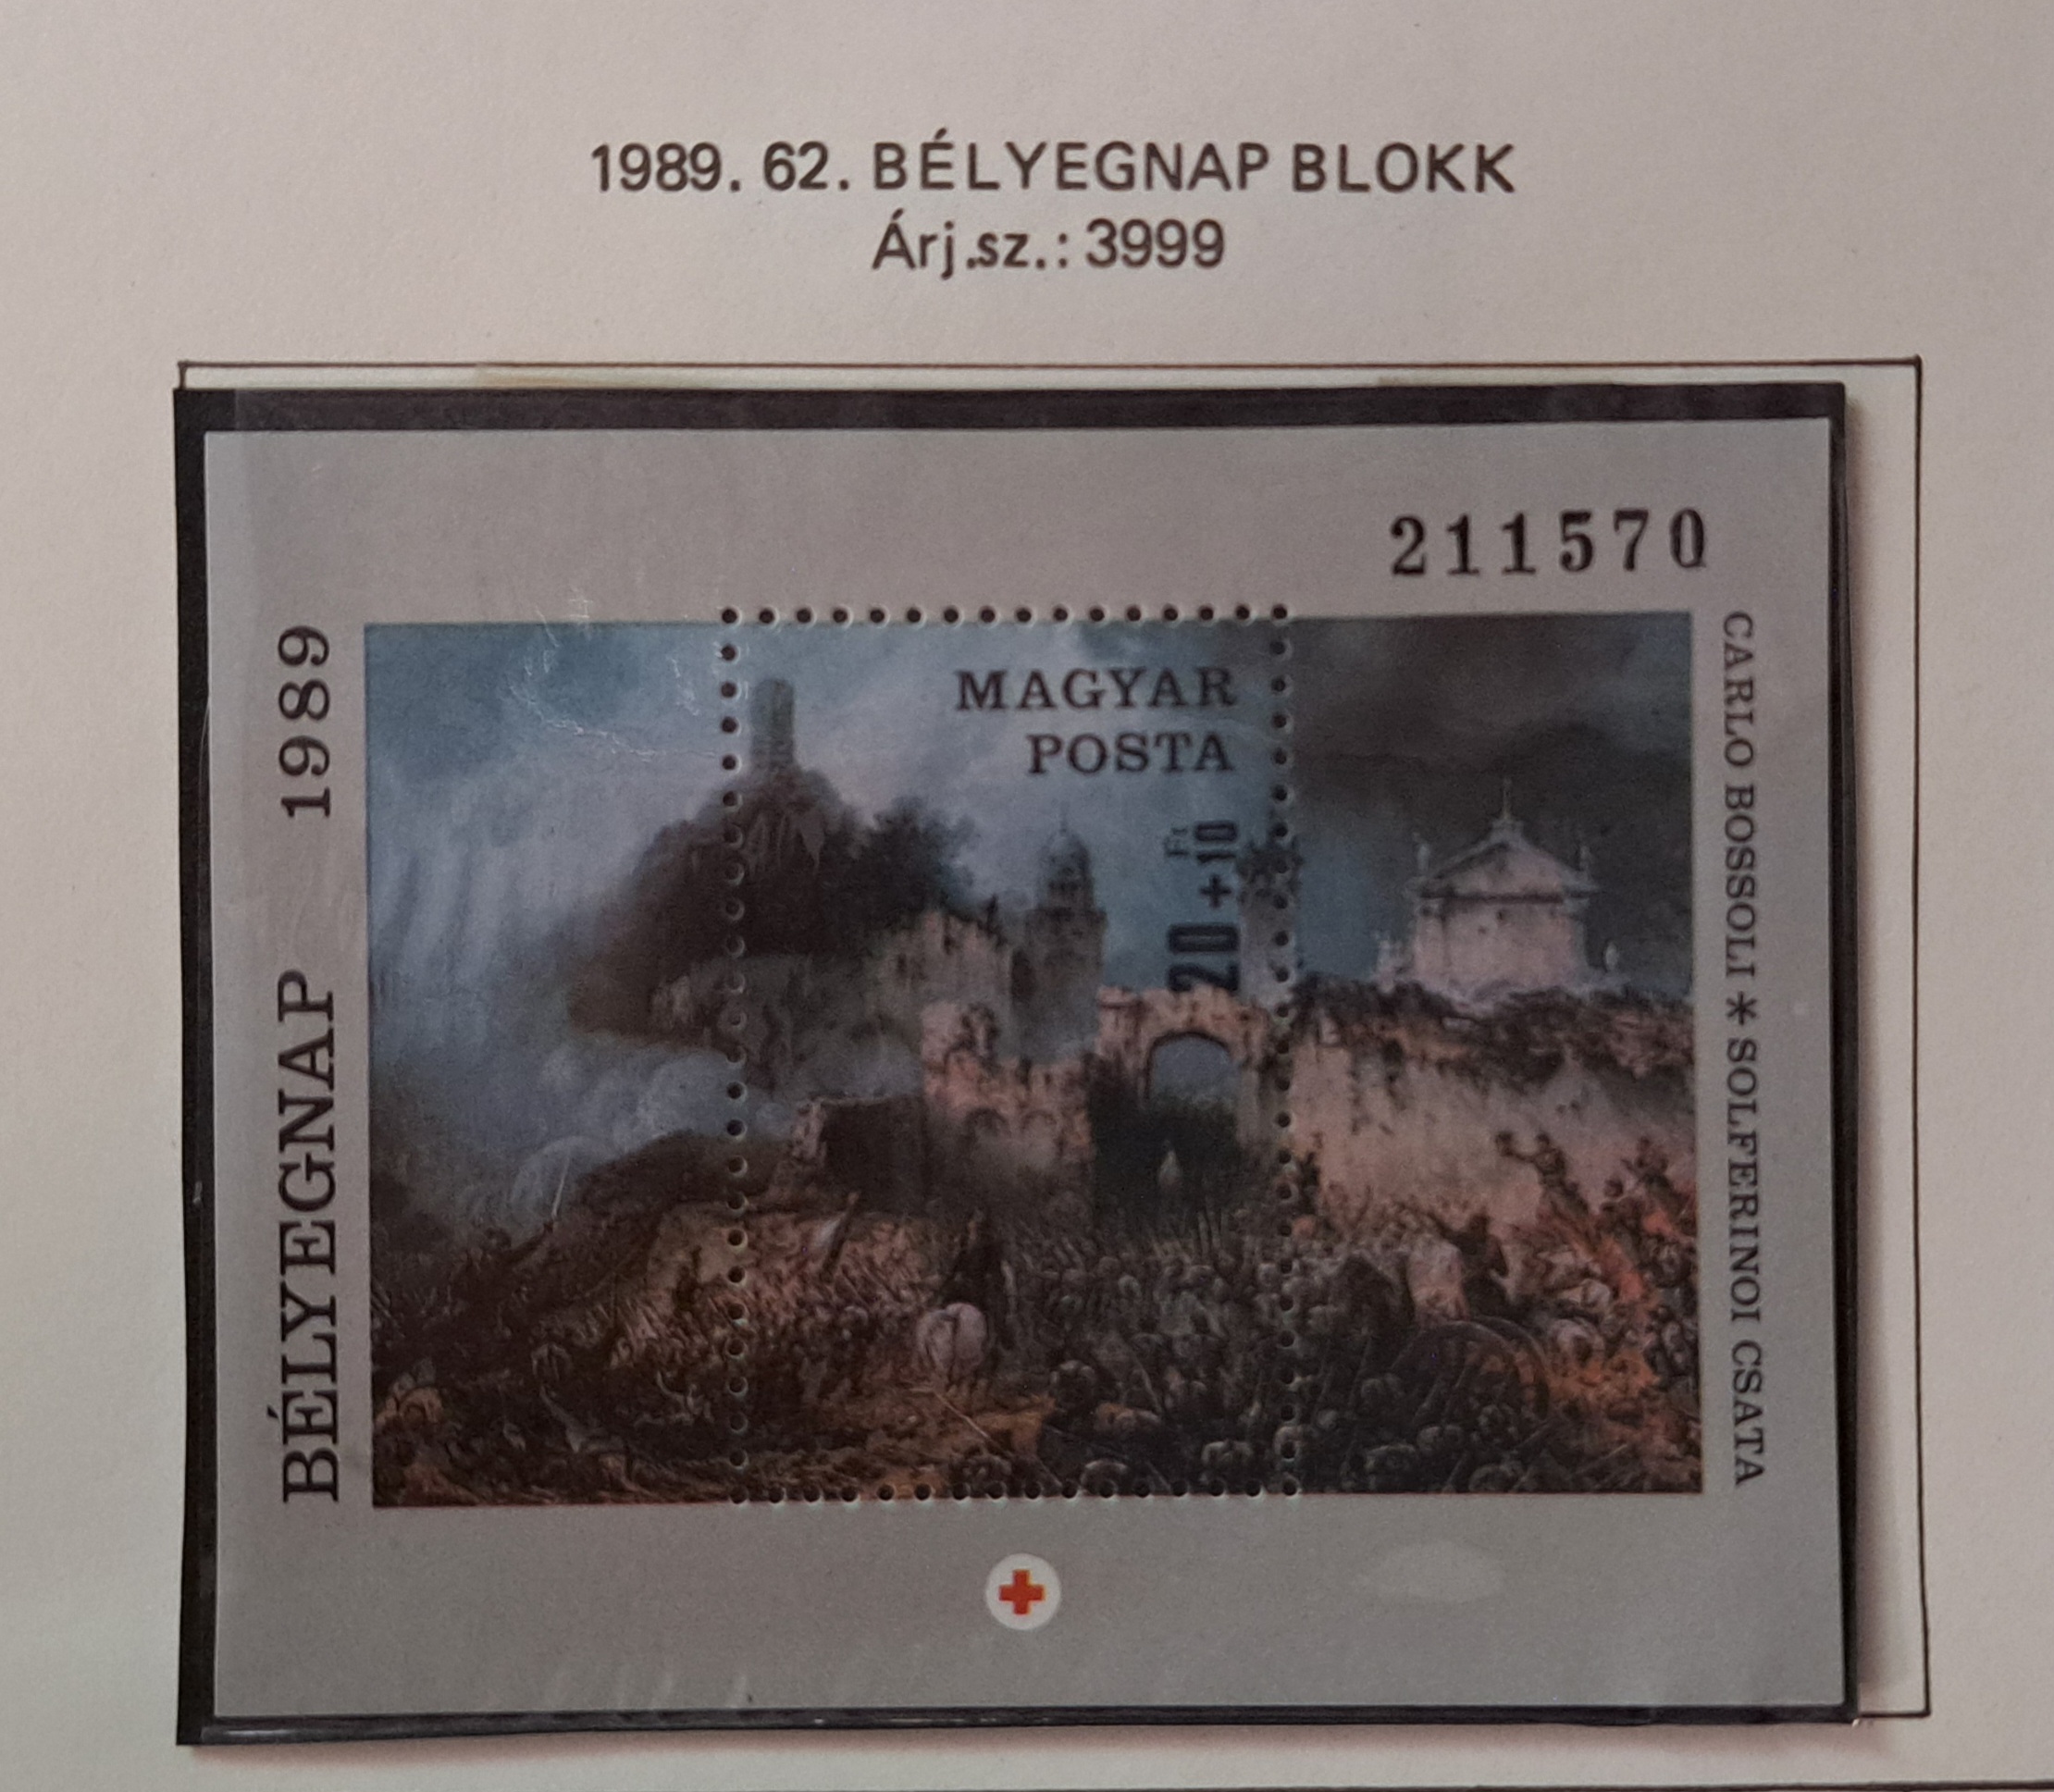 1989. 62. BÉLYEGNAP BLOKK
Árj.sz.: 3999
211570
BÉLYEGNAP 1989
MAGYAR
POSTA
20 + 10 Ft
CARLO BOSSOLI * SOLFERINOI CSATA